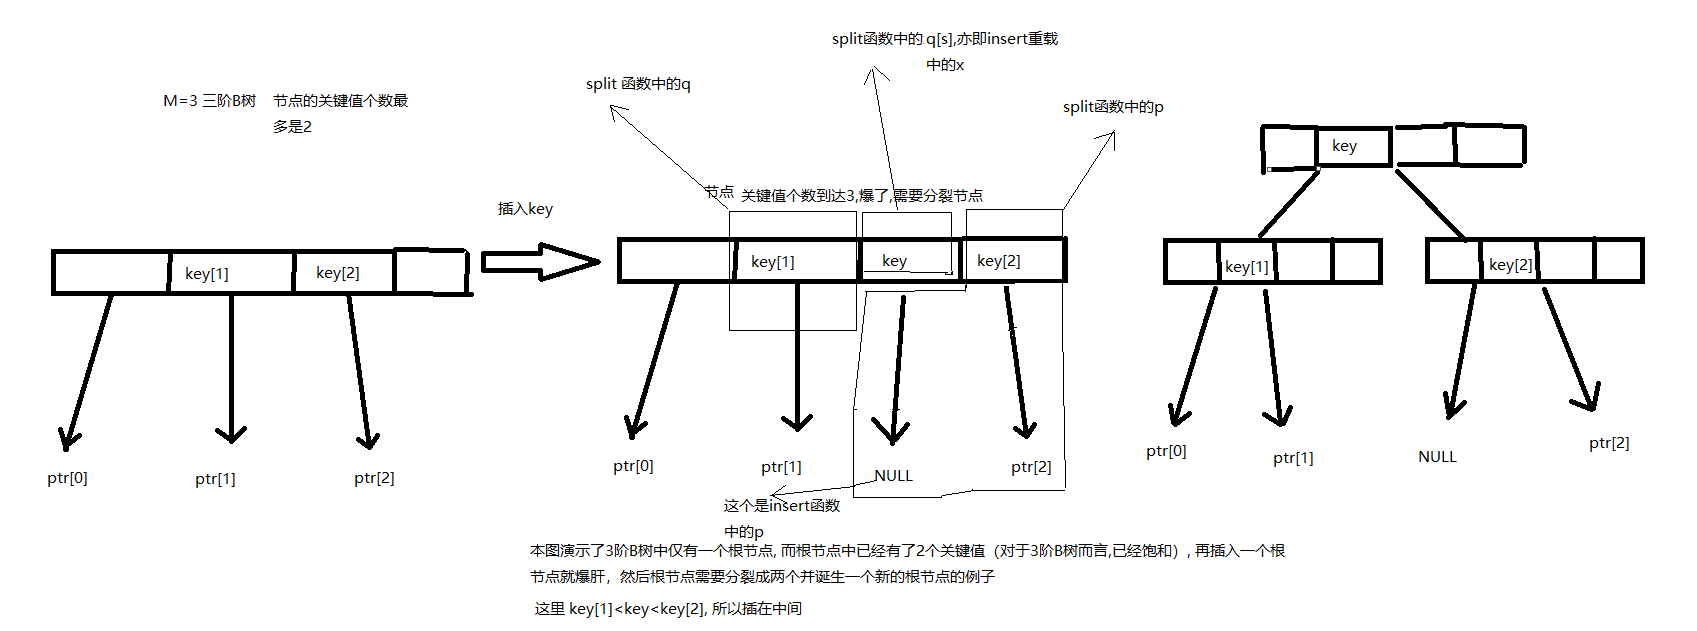 split函数中的 q[s],亦即insert重载
中的x
split 函数中的q
M=3 三阶B树 节点的关键值个数最
多是2
split函数中的p
key
节点 关键值个数到达3,爆了,需要分裂节点
插入key
key[1] key[2]
key[1] key key[2]
key[1] key[2]
ptr[0] ptr[1] ptr[2]
ptr[0] ptr[1] NULL ptr[2]
ptr[0] ptr[1] NULL ptr[2]
这个是insert函数
中的p
本图演示了3阶B树中仅有一个根节点, 而根节点中已经有了2个关键值（对于3阶B树而言,已经饱和）, 再插入一个根
节点就爆肝，然后根节点需要分裂成两个并诞生一个新的根节点的例子
这里 key[1]<key<key[2], 所以插在中间